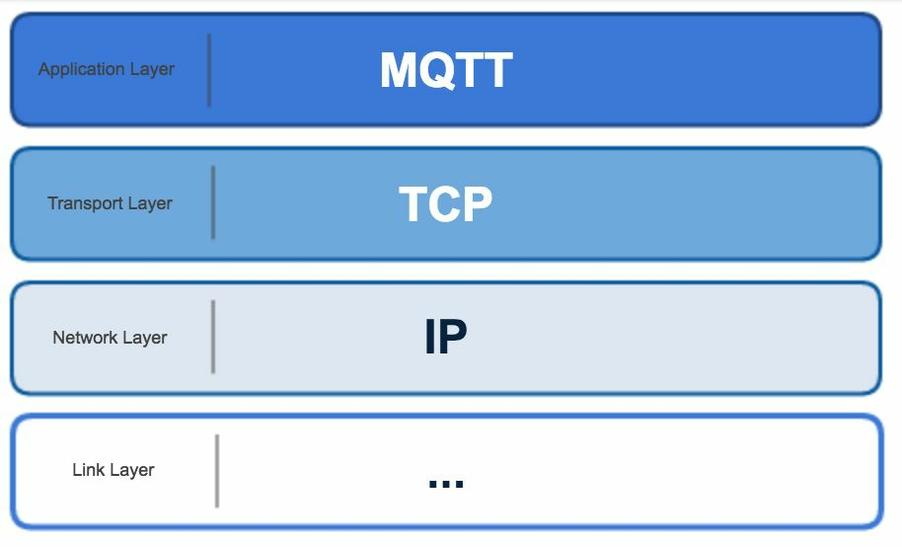 Application Layer
MQTT
Transport Layer
TCP
Network Layer
IP
Link Layer
...